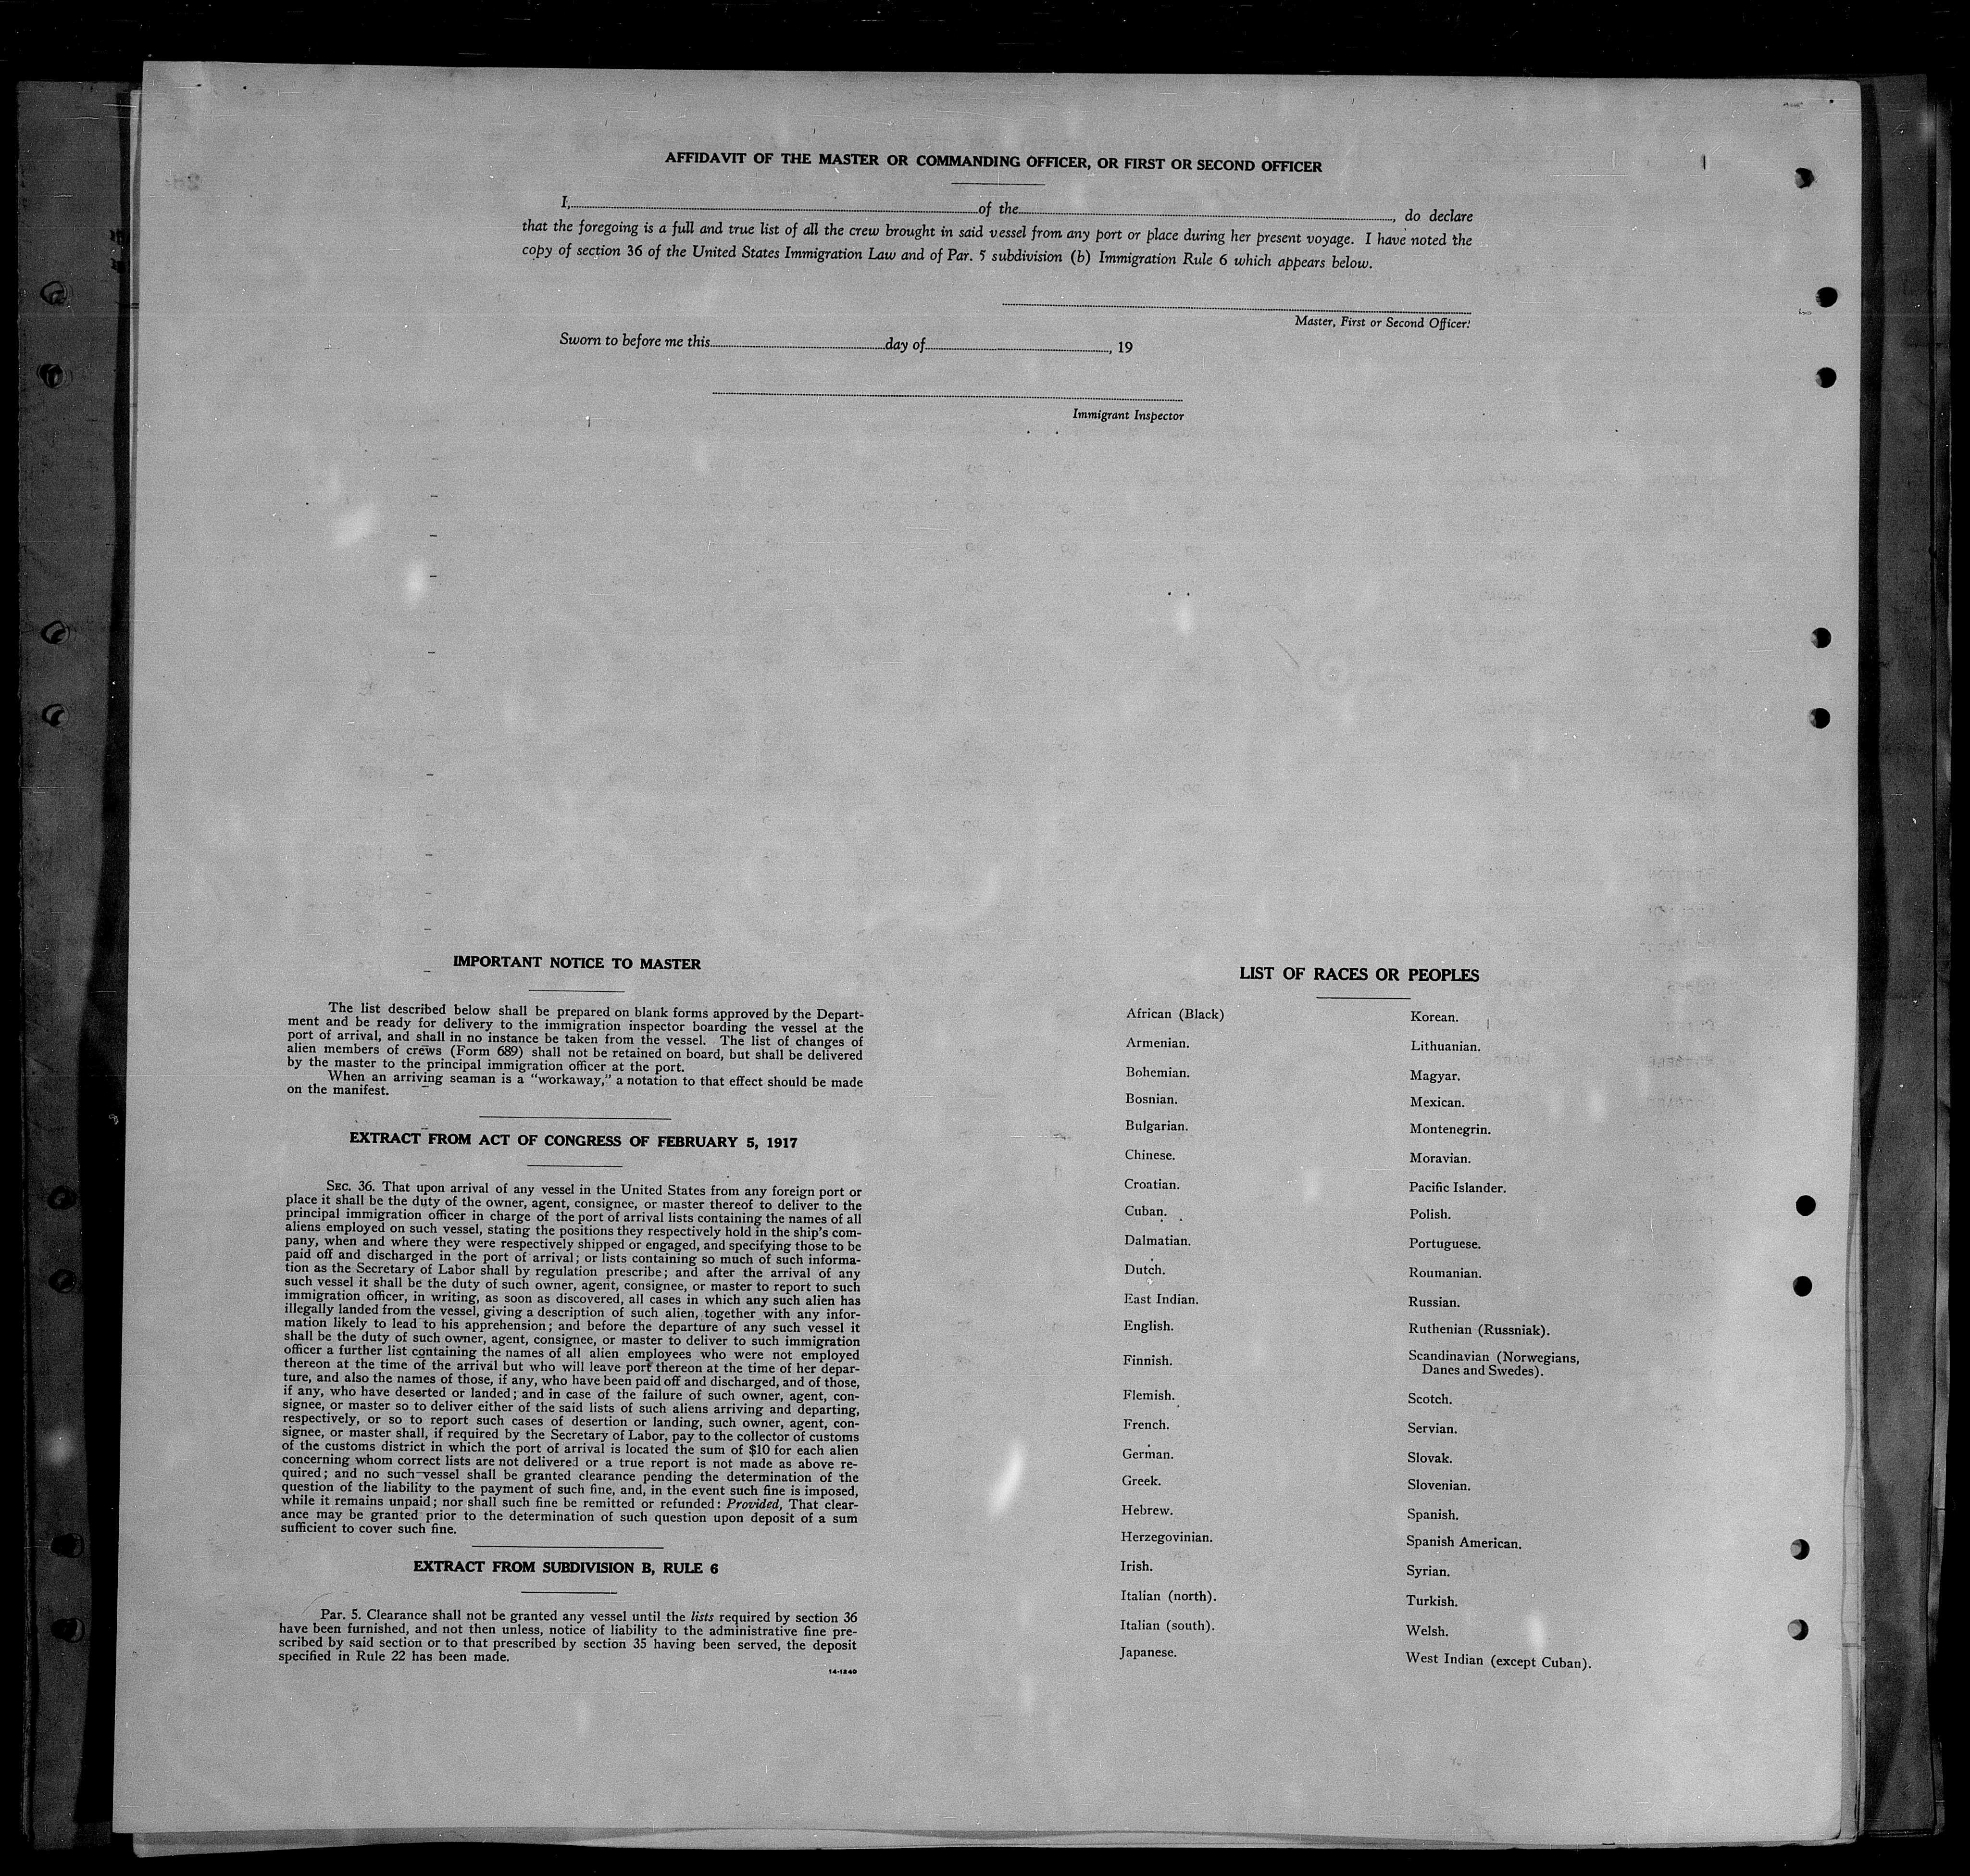 AFFIDAVIT OF THE MASTER OR COMMANDING OFFICER, OR FIRST OR SECOND OFFICER
I, of the , do declare
that the foregoing is a full and true list of all the crew brought in said vessel from any port or place during her present voyage. I have noted the
copy of section 36 of the United States Immigration Law and of Par. 5 subdivision (b) Immigration Rule 6 which appears below.
Master, First or Second Officer.
Sworn to before me this day of , 19
Immigrant Inspector
IMPORTANT NOTICE TO MASTER
The list described below shall be prepared on blank forms approved by the Depart-
ment and be ready for delivery to the immigration inspector boarding the vessel at the
port of arrival, and shall in no instance be taken from the vessel. The list of changes of
alien members of crews (Form 689) shall not be retained on board, but shall be delivered
by the master to the principal immigration officer at the port.
When an arriving seaman is a "workaway," a notation to that effect should be made
on the manifest.
EXTRACT FROM ACT OF CONGRESS OF FEBRUARY 5, 1917
SEC. 36. That upon arrival of any vessel in the United States from any foreign port or
place it shall be the duty of the owner, agent, consignee, or master thereof to deliver to the
principal immigration officer in charge of the port of arrival lists containing the names of all
aliens employed on such vessel, stating the positions they respectively hold in the ship's com-
pany, when and where they were respectively shipped or engaged, and specifying those to be
paid off and discharged in the port of arrival; or lists containing so much of such informa-
tion as the Secretary of Labor shall by regulation prescribe; and after the arrival of any
such vessel it shall be the duty of such owner, agent, consignee, or master to report to such
immigration officer, in writing, as soon as discovered, all cases in which any such alien has
illegally landed from the vessel, giving a description of such alien, together with any infor-
mation likely to lead to his apprehension; and before the departure of any such vessel it
shall be the duty of such owner, agent, consignee, or master to deliver to such immigration
officer a further list containing the names of all alien employees who were not employed
thereon at the time of the arrival but who will leave port thereon at the time of her depar-
ture, and also the names of those, if any, who have been paid off and discharged, and of those,
if any, who have deserted or landed; and in case of the failure of such owner, agent, con-
signee, or master so to deliver either of the said lists of such aliens arriving and departing,
respectively, or so to report such cases of desertion or landing, such owner, agent, con-
signee, or master shall, if required by the Secretary of Labor, pay to the collector of customs
of the customs district in which the port of arrival is located the sum of $10 for each alien
concerning whom correct lists are not delivered or a true report is not made as above re-
quired; and no such vessel shall be granted clearance pending the determination of the
question of the liability to the payment of such fine, and, in the event such fine is imposed,
while it remains unpaid; nor shall such fine be remitted or refunded: Provided, That clear-
ance may be granted prior to the determination of such question upon deposit of a sum
sufficient to cover such fine.
EXTRACT FROM SUBDIVISION B, RULE 6
Par. 5. Clearance shall not be granted any vessel until the lists required by section 36
have been furnished, and not then unless, notice of liability to the administrative fine pre-
scribed by said section or to that prescribed by section 35 having been served, the deposit
specified in Rule 22 has been made.
14-1240
LIST OF RACES OR PEOPLES
African (Black)
Armenian.
Bohemian.
Bosnian.
Bulgarian.
Chinese.
Croatian.
Cuban.
Dalmatian.
Dutch.
East Indian.
English.
Finnish.
Flemish.
French.
German.
Greek.
Hebrew.
Herzegovinian.
Irish.
Italian (north).
Italian (south).
Japanese.
Korean.
Lithuanian.
Magyar.
Mexican.
Montenegrin.
Moravian.
Pacific Islander.
Polish.
Portuguese.
Roumanian.
Russian.
Ruthenian (Russniak).
Scandinavian (Norwegians,
Danes and Swedes).
Scotch.
Servian.
Slovak.
Slovenian.
Spanish.
Spanish American.
Syrian.
Turkish.
Welsh.
West Indian (except Cuban).